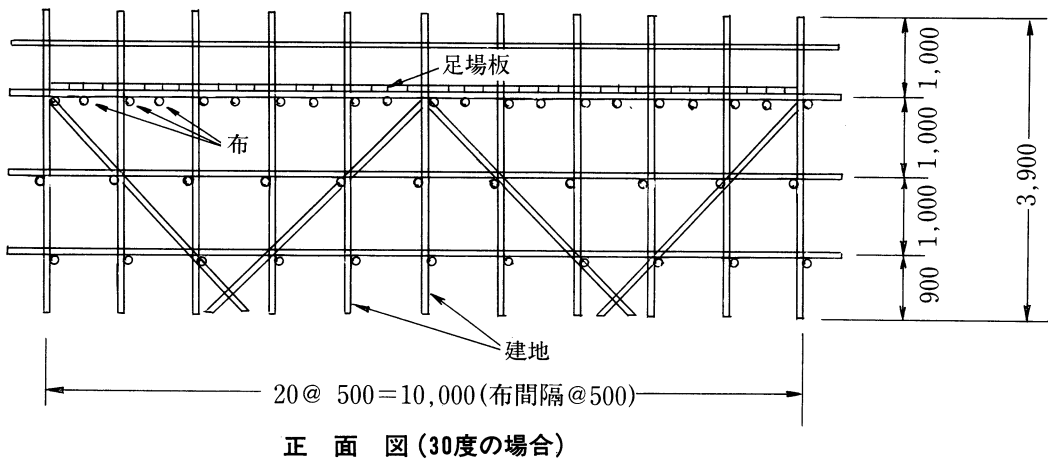 足場板
布
建地
1,000
1,000
1,000
900
3,900
20@ 500=10,000(布間隔@500)
正 面 図 (30度の場合)